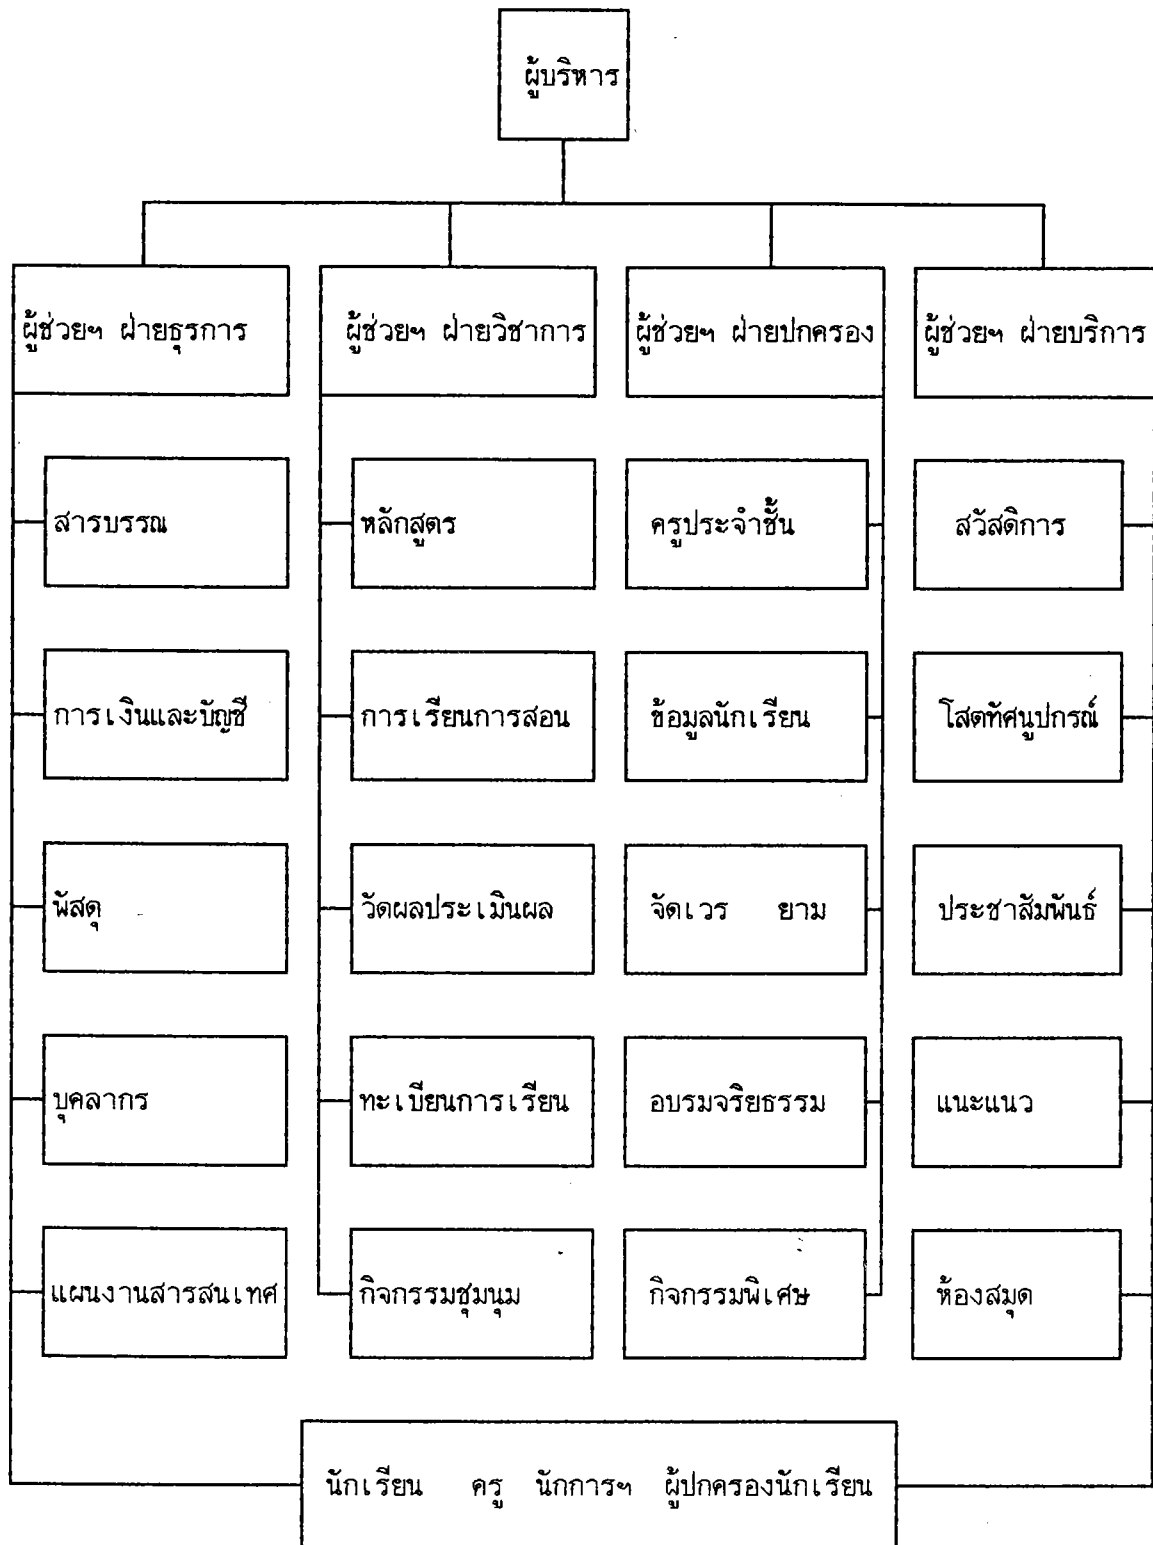 ผู้บริหาร
ผู้ช่วยฯ ฝ่ายธุรการ
ผู้ช่วยฯ ฝ่ายวิชาการ
ผู้ช่วยฯ ฝ่ายปกครอง
ผู้ช่วยฯ ฝ่ายบริการ
สารบรรณ
หลักสูตร
ครูประจำชั้น
สวัสดิการ
การเงินและบัญชี
การเรียนการสอน
ข้อมูลนักเรียน
โสตทัศนูปกรณ์
พัสดุ
วัดผลประเมินผล
จัดเวร ยาม
ประชาสัมพันธ์
บุคลากร
ทะเบียนการเรียน
อบรมจริยธรรม
แนะแนว
แผนงานสารสนเทศ
กิจกรรมชุมนุม
กิจกรรมพิเศษ
ห้องสมุด
นักเรียน ครู นักการฯ ผู้ปกครองนักเรียน